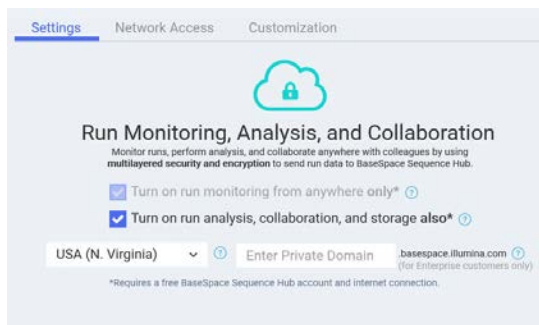 Settings Network Access Customization
Run Monitoring, Analysis, and Collaboration
Monitor runs, perform analysis, and collaborate anywhere with colleagues by using
multilayered security and encryption to send run data to BaseSpace Sequence Hub.
Turn on run monitoring from anywhere only* ?
Turn on run analysis, collaboration, and storage also* ?
USA (N. Virginia) ? Enter Private Domain .basespace.illumina.com ?
(for Enterprise customers only)
*Requires a free BaseSpace Sequence Hub account and internet connection.